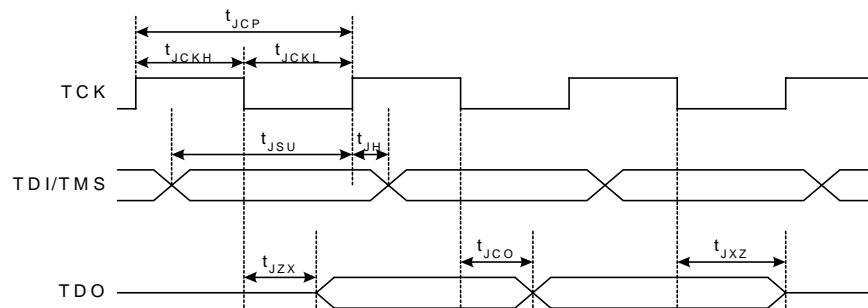 tJCP
tJCKH tJCKL
TCK
tJSU tJH
TDI/TMS
tJZX tJCO tJXZ
TDO